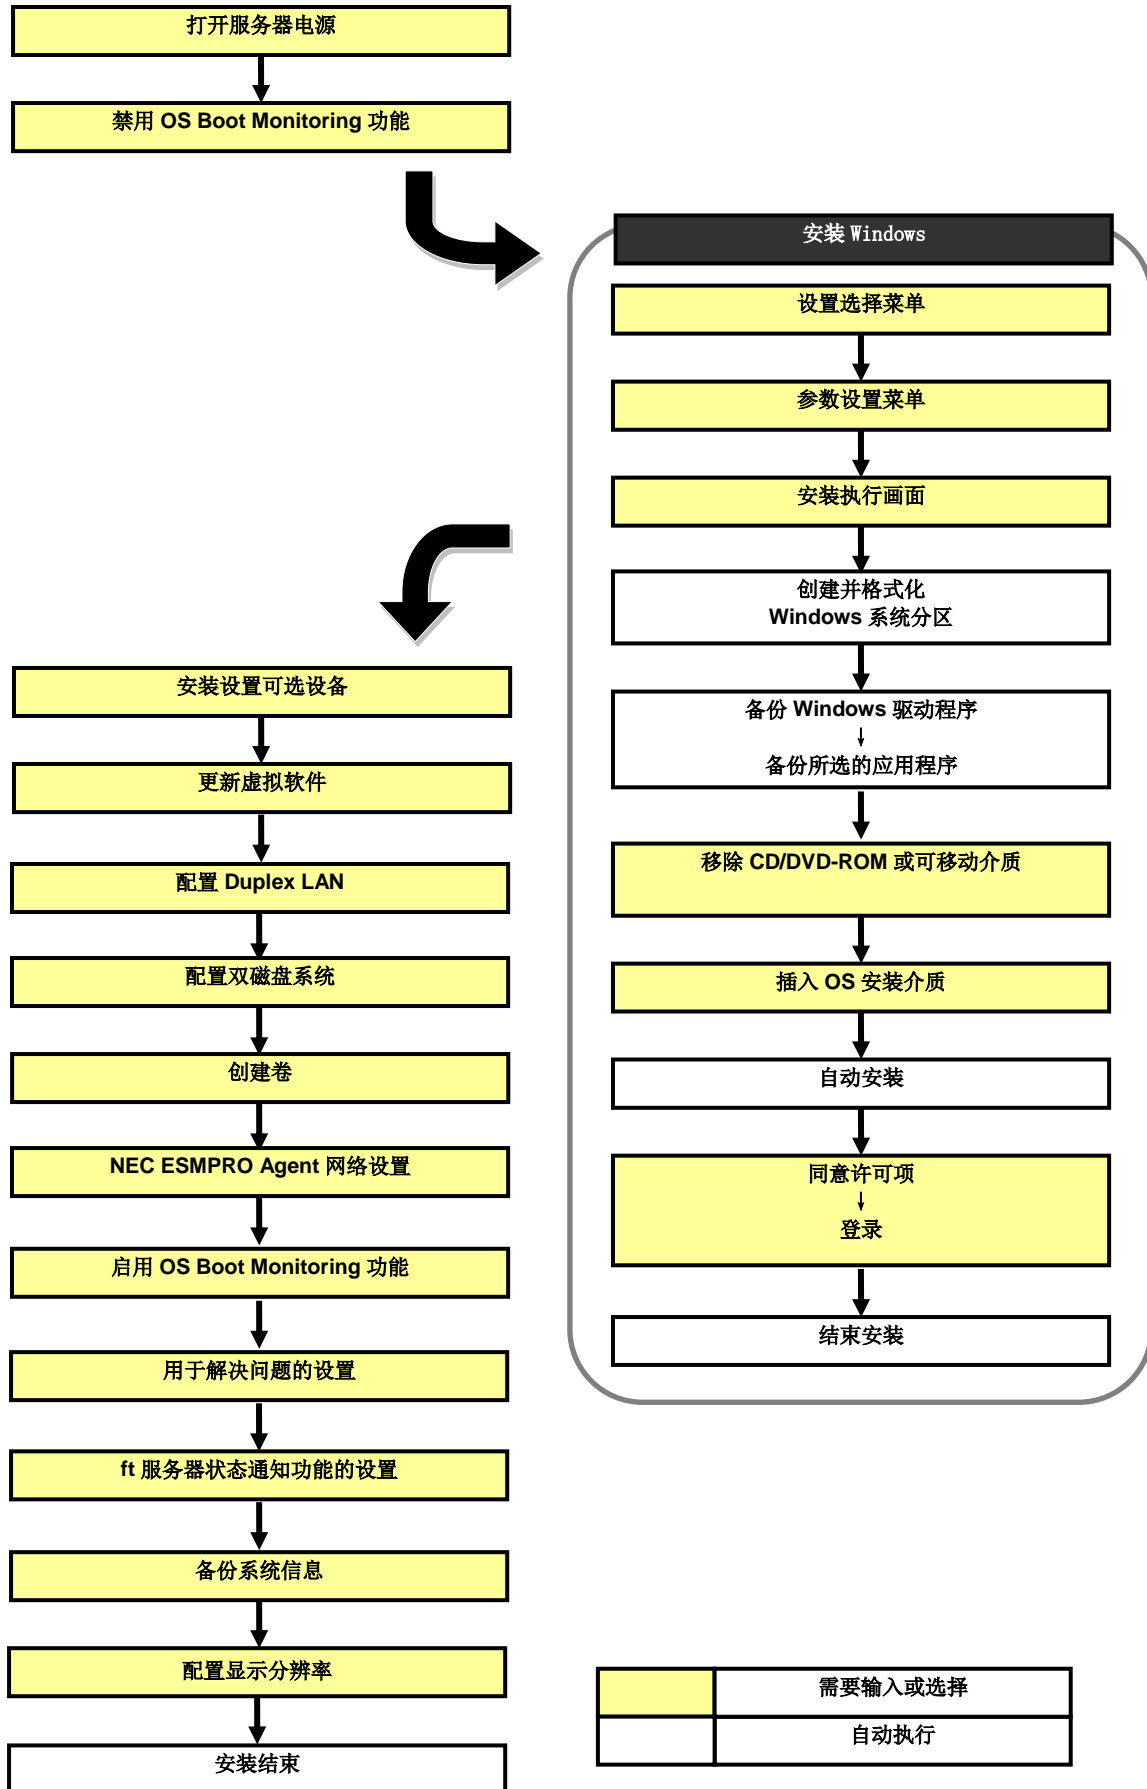 打开服务器电源
禁用 OS Boot Monitoring 功能
安装 Windows
设置选择菜单
参数设置菜单
安装执行画面
创建并格式化
Windows 系统分区
备份 Windows 驱动程序
↓
备份所选的应用程序
移除 CD/DVD-ROM 或可移动介质
插入 OS 安装介质
自动安装
同意许可项
↓
登录
结束安装
安装设置可选设备
更新虚拟软件
配置 Duplex LAN
配置双磁盘系统
创建卷
NEC ESMPRO Agent 网络设置
启用 OS Boot Monitoring 功能
用于解决问题的设置
ft 服务器状态通知功能的设置
备份系统信息
配置显示分辨率
安装结束
需要输入或选择
自动执行